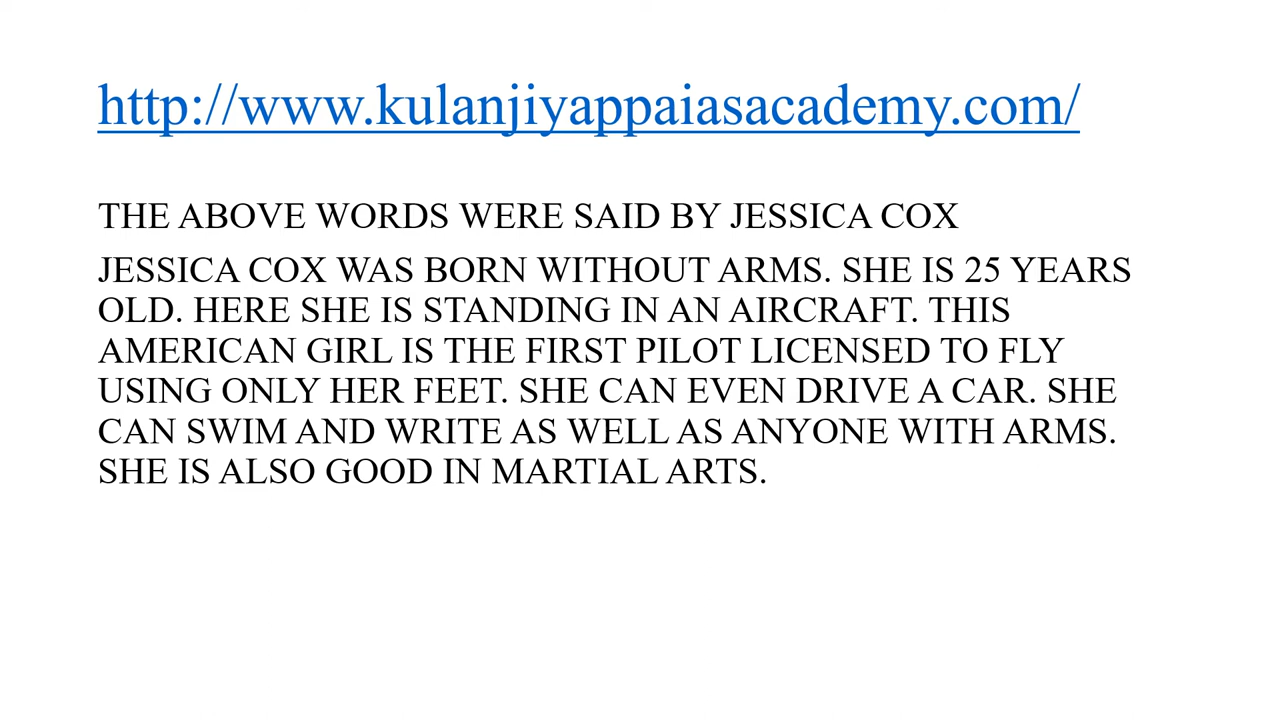 http://www.kulanjiyappaiasacademy.com/
THE ABOVE WORDS WERE SAID BY JESSICA COX
JESSICA COX WAS BORN WITHOUT ARMS. SHE IS 25 YEARS
OLD. HERE SHE IS STANDING IN AN AIRCRAFT. THIS
AMERICAN GIRL IS THE FIRST PILOT LICENSED TO FLY
USING ONLY HER FEET. SHE CAN EVEN DRIVE A CAR. SHE
CAN SWIM AND WRITE AS WELL AS ANYONE WITH ARMS.
SHE IS ALSO GOOD IN MARTIAL ARTS.